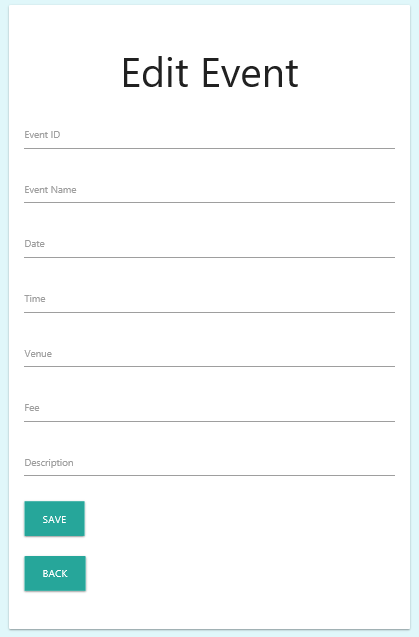 Edit Event
Event ID
Event Name
Date
Time
Venue
Fee
Description
SAVE
BACK